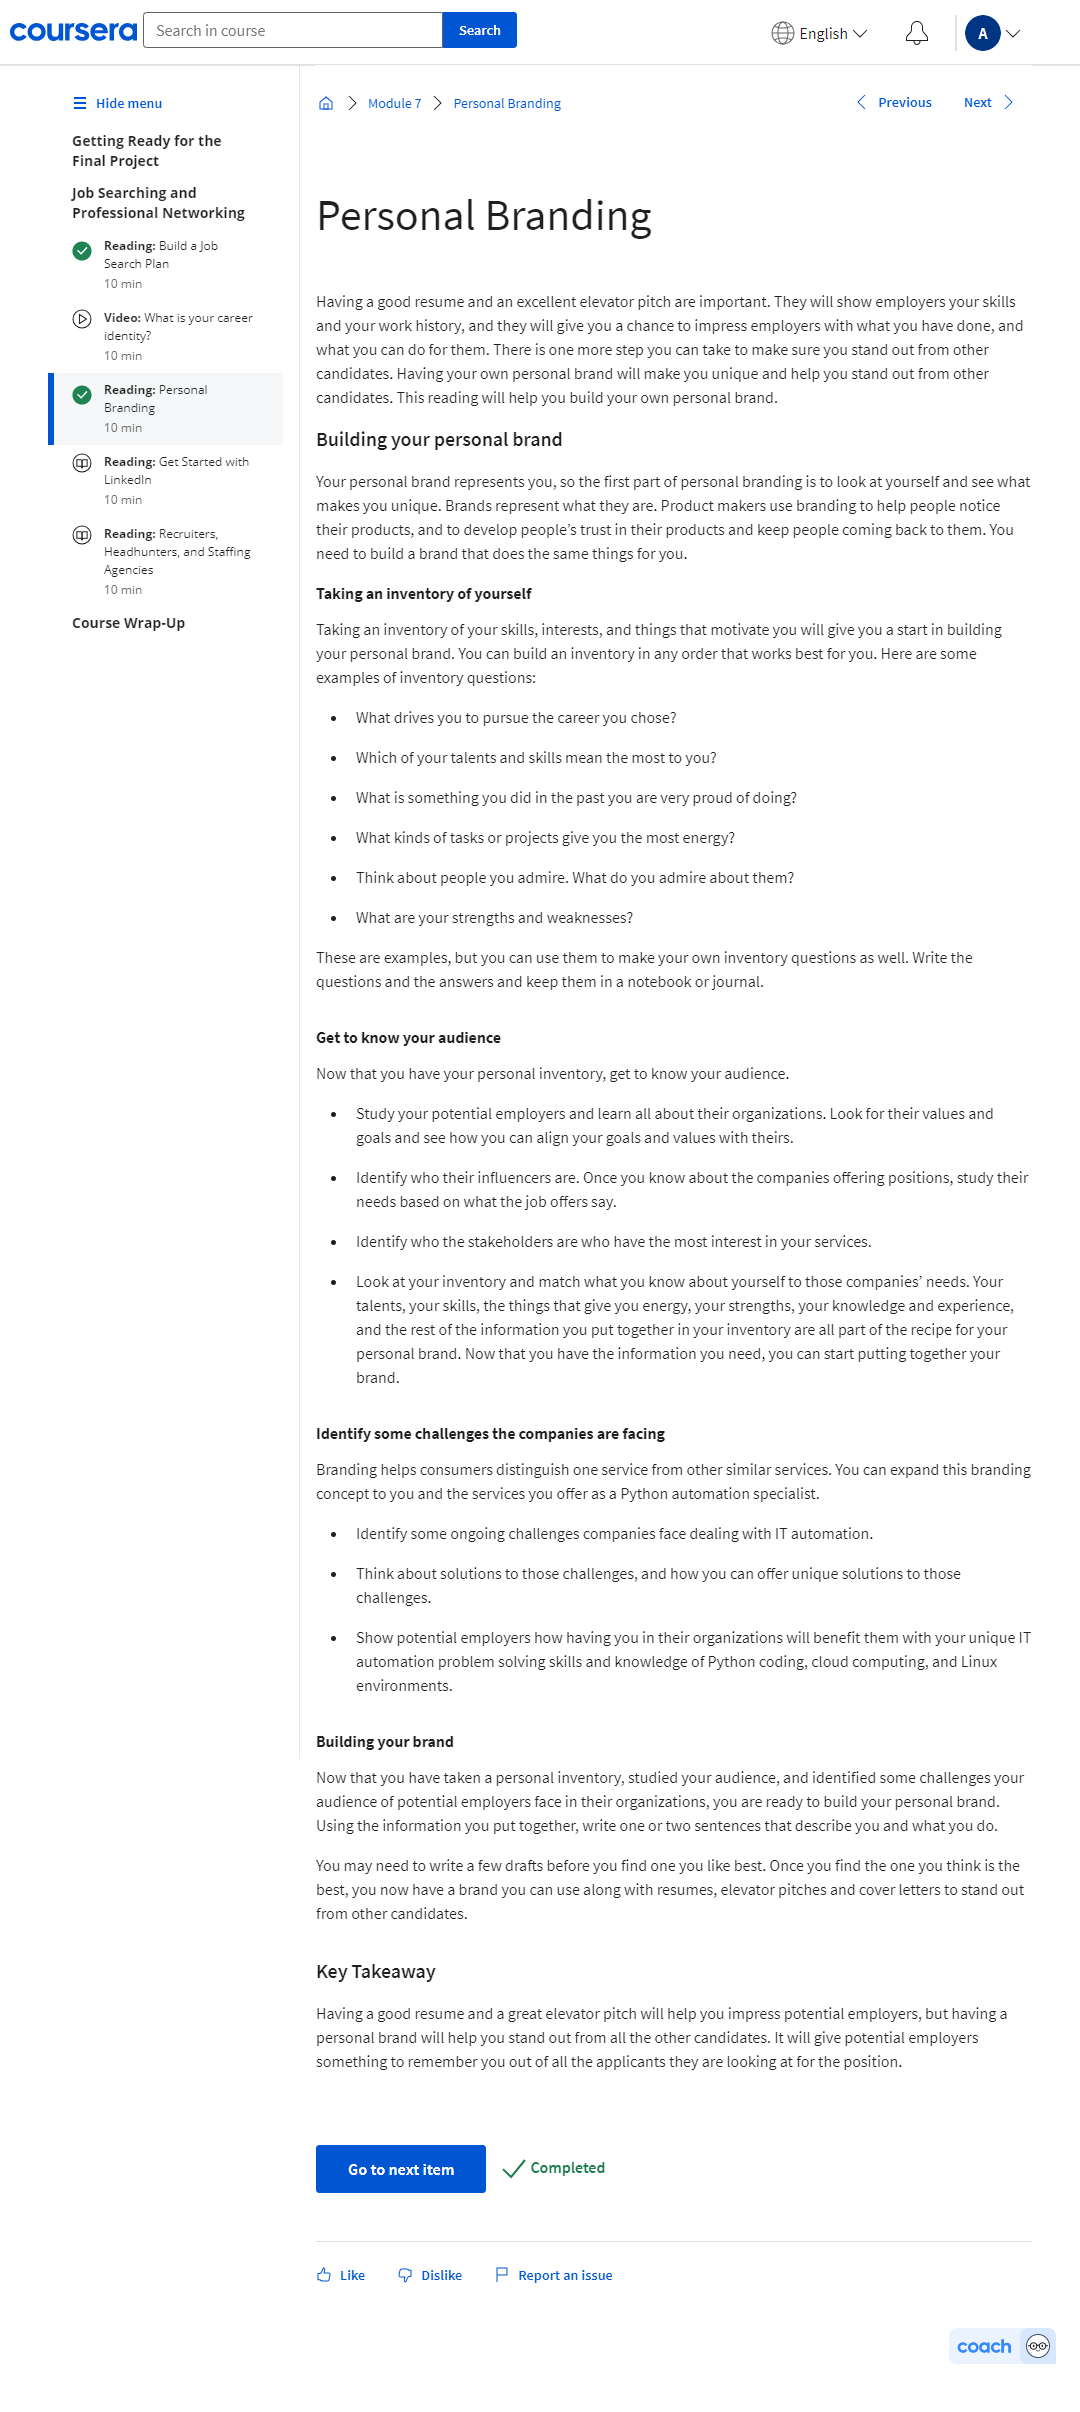 coursera
Search in course
Search
English
A
Hide menu
Getting Ready for the
Final Project
Job Searching and
Professional Networking
Reading: Build a Job
Search Plan
10 min
Video: What is your career
identity?
10 min
Reading: Personal
Branding
10 min
Reading: Get Started with
LinkedIn
10 min
Reading: Recruiters,
Headhunters, and Staffing
Agencies
10 min
Course Wrap-Up
Module 7
Personal Branding
Previous
Next
Personal Branding
Having a good resume and an excellent elevator pitch are important. They will show employers your skills
and your work history, and they will give you a chance to impress employers with what you have done, and
what you can do for them. There is one more step you can take to make sure you stand out from other
candidates. Having your own personal brand will make you unique and help you stand out from other
candidates. This reading will help you build your own personal brand.
Building your personal brand
Your personal brand represents you, so the first part of personal branding is to look at yourself and see what
makes you unique. Brands represent what they are. Product makers use branding to help people notice
their products, and to develop people’s trust in their products and keep people coming back to them. You
need to build a brand that does the same things for you.
Taking an inventory of yourself
Taking an inventory of your skills, interests, and things that motivate you will give you a start in building
your personal brand. You can build an inventory in any order that works best for you. Here are some
examples of inventory questions:
• What drives you to pursue the career you chose?
• Which of your talents and skills mean the most to you?
• What is something you did in the past you are very proud of doing?
• What kinds of tasks or projects give you the most energy?
• Think about people you admire. What do you admire about them?
• What are your strengths and weaknesses?
These are examples, but you can use them to make your own inventory questions as well. Write the
questions and the answers and keep them in a notebook or journal.
Get to know your audience
Now that you have your personal inventory, get to know your audience.
• Study your potential employers and learn all about their organizations. Look for their values and
goals and see how you can align your goals and values with theirs.
• Identify who their influencers are. Once you know about the companies offering positions, study their
needs based on what the job offers say.
• Identify who the stakeholders are who have the most interest in your services.
• Look at your inventory and match what you know about yourself to those companies’ needs. Your
talents, your skills, the things that give you energy, your strengths, your knowledge and experience,
and the rest of the information you put together in your inventory are all part of the recipe for your
personal brand. Now that you have the information you need, you can start putting together your
brand.
Identify some challenges the companies are facing
Branding helps consumers distinguish one service from other similar services. You can expand this branding
concept to you and the services you offer as a Python automation specialist.
• Identify some ongoing challenges companies face dealing with IT automation.
• Think about solutions to those challenges, and how you can offer unique solutions to those
challenges.
• Show potential employers how having you in their organizations will benefit them with your unique IT
automation problem solving skills and knowledge of Python coding, cloud computing, and Linux
environments.
Building your brand
Now that you have taken a personal inventory, studied your audience, and identified some challenges your
audience of potential employers face in their organizations, you are ready to build your personal brand.
Using the information you put together, write one or two sentences that describe you and what you do.
You may need to write a few drafts before you find one you like best. Once you find the one you think is the
best, you now have a brand you can use along with resumes, elevator pitches and cover letters to stand out
from other candidates.
Key Takeaway
Having a good resume and a great elevator pitch will help you impress potential employers, but having a
personal brand will help you stand out from all the other candidates. It will give potential employers
something to remember you out of all the applicants they are looking at for the position.
Go to next item
Completed
Like
Dislike
Report an issue
coach